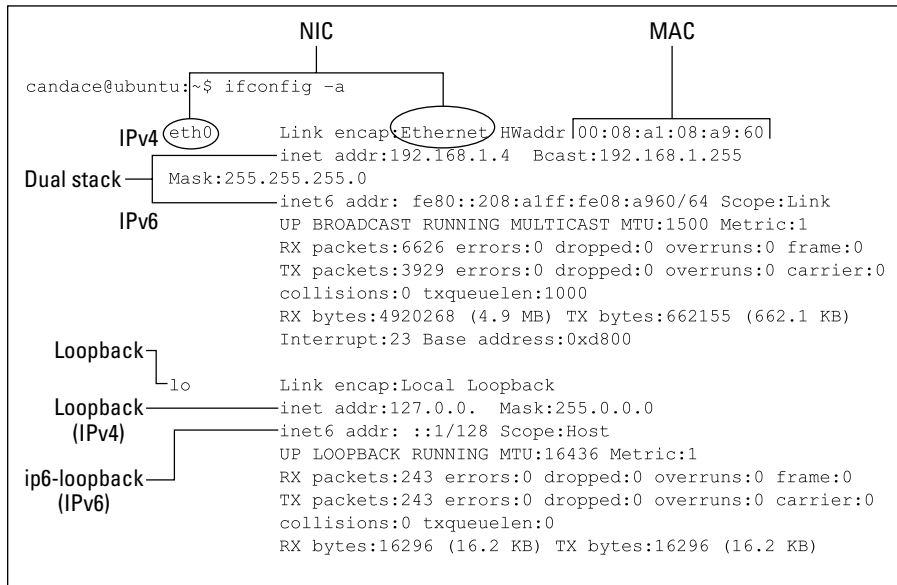 NIC MAC
candace@ubuntu:~$ ifconfig –a
IPv4 eth0 Link encap:Ethernet HWaddr 00:08:a1:08:a9:60
inet addr:192.168.1.4 Bcast:192.168.1.255
Dual stack Mask:255.255.255.0
inet6 addr: fe80::208:a1ff:fe08:a960/64 Scope:Link
IPv6 UP BROADCAST RUNNING MULTICAST MTU:1500 Metric:1
RX packets:6626 errors:0 dropped:0 overruns:0 frame:0
TX packets:3929 errors:0 dropped:0 overruns:0 carrier:0
collisions:0 txqueuelen:1000
RX bytes:4920268 (4.9 MB) TX bytes:662155 (662.1 KB)
Interrupt:23 Base address:0xd800
Loopback
lo Link encap:Local Loopback
Loopback inet addr:127.0.0. Mask:255.0.0.0
(IPv4) inet6 addr: ::1/128 Scope:Host
UP LOOPBACK RUNNING MTU:16436 Metric:1
ip6-loopback RX packets:243 errors:0 dropped:0 overruns:0 frame:0
(IPv6) TX packets:243 errors:0 dropped:0 overruns:0 carrier:0
collisions:0 txqueuelen:0
RX bytes:16296 (16.2 KB) TX bytes:16296 (16.2 KB)